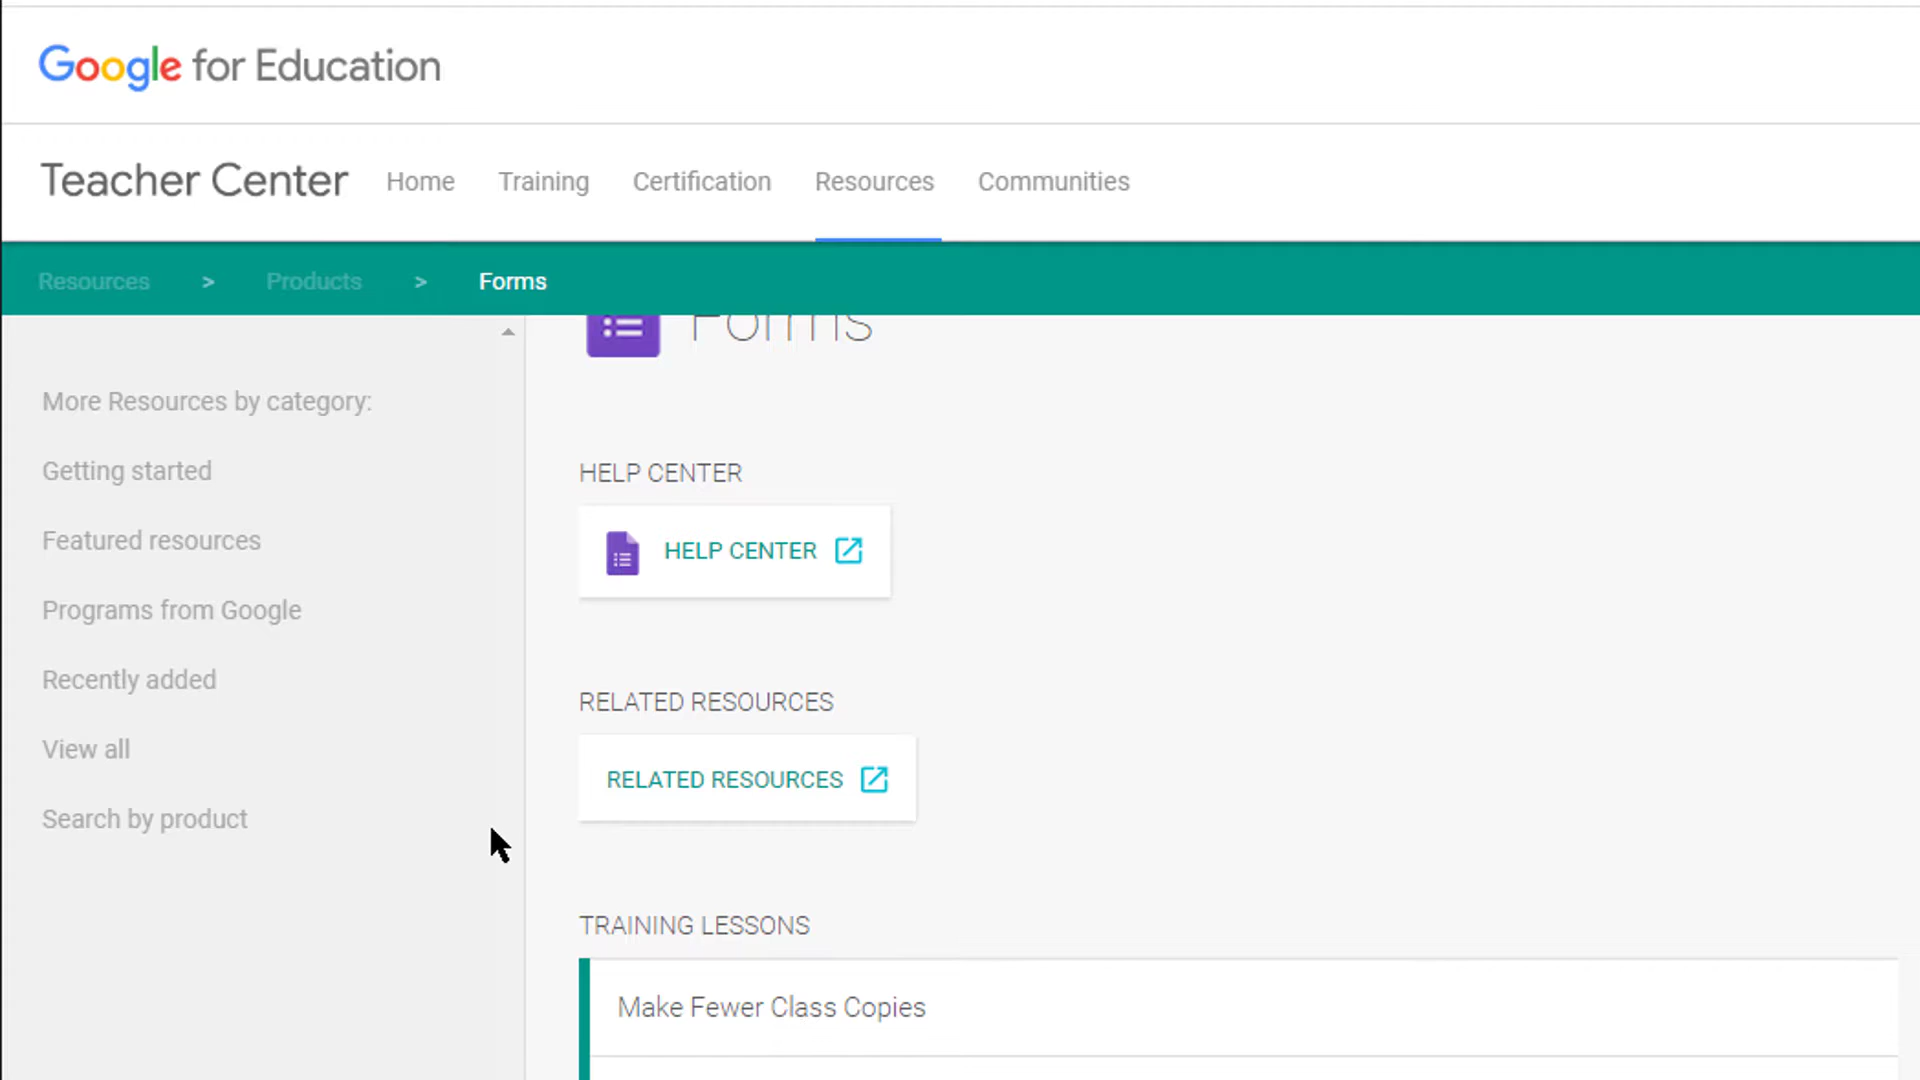 Google for Education
Teacher Center Home Training Certification Resources Communities
Resources > Products > Forms
Forms
More Resources by category:
Getting started
Featured resources
Programs from Google
Recently added
View all
Search by product
HELP CENTER
HELP CENTER
RELATED RESOURCES
RELATED RESOURCES
TRAINING LESSONS
Make Fewer Class Copies